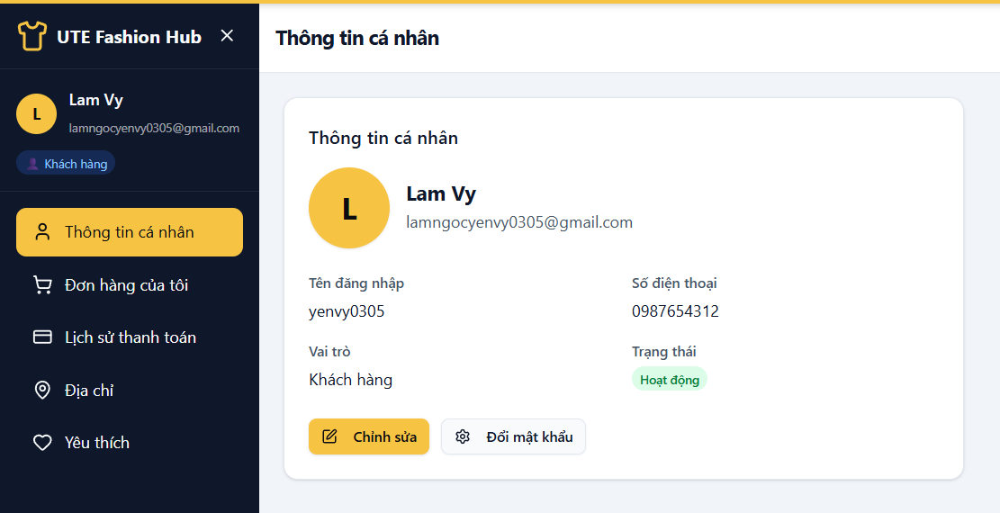 UTE Fashion Hub
Thông tin cá nhân
L
Lam Vy
lamngocyenvy0305@gmail.com
Khách hàng
Thông tin cá nhân
Đơn hàng của tôi
Lịch sử thanh toán
Địa chỉ
Yêu thích
Thông tin cá nhân
L
Lam Vy
lamngocyenvy0305@gmail.com
Tên đăng nhập
yenvy0305
Số điện thoại
0987654312
Vai trò
Khách hàng
Trạng thái
Hoạt động
Chỉnh sửa
Đổi mật khẩu